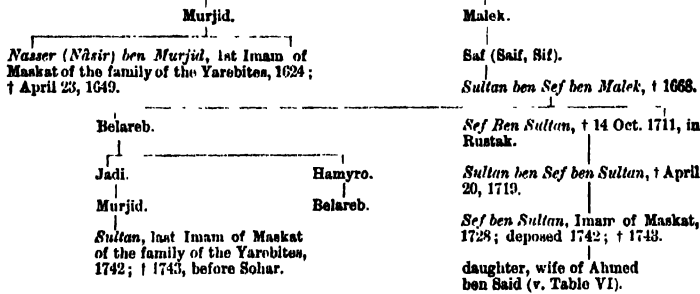 Murjid.
Malek.
Nasser (Nâsir) ben Murjid, 1st Imam of
Maskat of the family of the Yarebites, 1624;
† April 23, 1649.
Saf (Saif, Sif).
Sultan ben Sef ben Malek, † 1668.
Belareb.
Sef Ben Sultan, † 14 Oct. 1711, in
Rustak.
Jadi.
Hamyro.
Sultan ben Sef ben Sultan, † April
20, 1719.
Murjid.
Belareb.
Sef ben Sultan, Imam of Maskat,
1728; deposed 1742; † 1743.
Sultan, last Imam of Maskat
of the family of the Yarobites,
1742; † 1743, before Sohar.
daughter, wife of Ahmed
ben Said (v. Table VI).